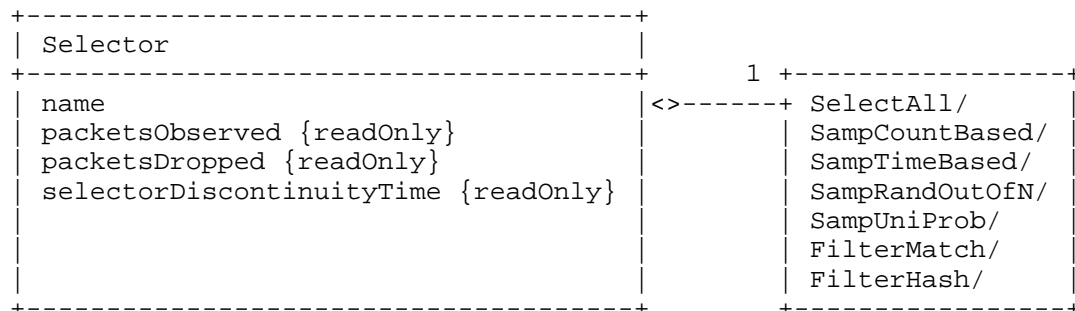 +-------------------------------------+
| Selector                            |
+-------------------------------------+      1 +-----------------+
| name                                |<>------+ SelectAll/      |
| packetsObserved {readOnly}          |        | SampCountBased/ |
| packetsDropped {readOnly}           |        | SampTimeBased/  |
| selectorDiscontinuityTime {readOnly} |        | SampRandOutOfN/ |
|                                     |        | SampUniProb/    |
|                                     |        | FilterMatch/    |
|                                     |        | FilterHash/     |
+-------------------------------------+        +-----------------+